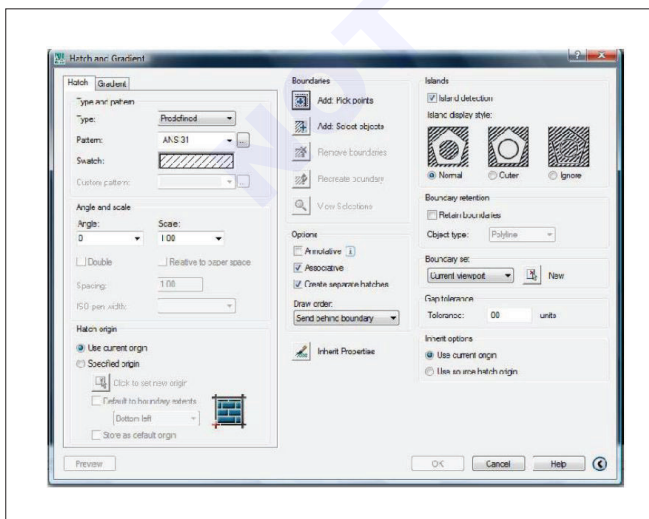 NOT
Hatch and Gradient
Hatch
Gradient
Type and pattern
Type:
Predefined
Pattern:
ANSI31
Swatch:
Custom pattern:
Angle and scale
Angle:
Scale:
0
1.00
Double
Relative to paper space
Spacing:
1.00
ISO pen width:
Hatch origin
Use current origin
Specified origin
Click to set new origin
Default to boundary extents
Bottom left
Store as default origin
Preview
Boundaries
Add: Pick points
Add: Select objects
Remove boundaries
Recreate boundary
View Selections
Options
Annotative
Associative
Create separate hatches
Draw order:
Send behind boundary
Inherit Properties
Islands
Island detection
Island display style:
Normal
Outer
Ignore
Boundary retention
Retain boundaries
Object type:
Polyline
Boundary set
Current viewport
New
Gap tolerance
Tolerance:
units
Inherit options
Use current origin
Use source hatch origin
OK
Cancel
Help